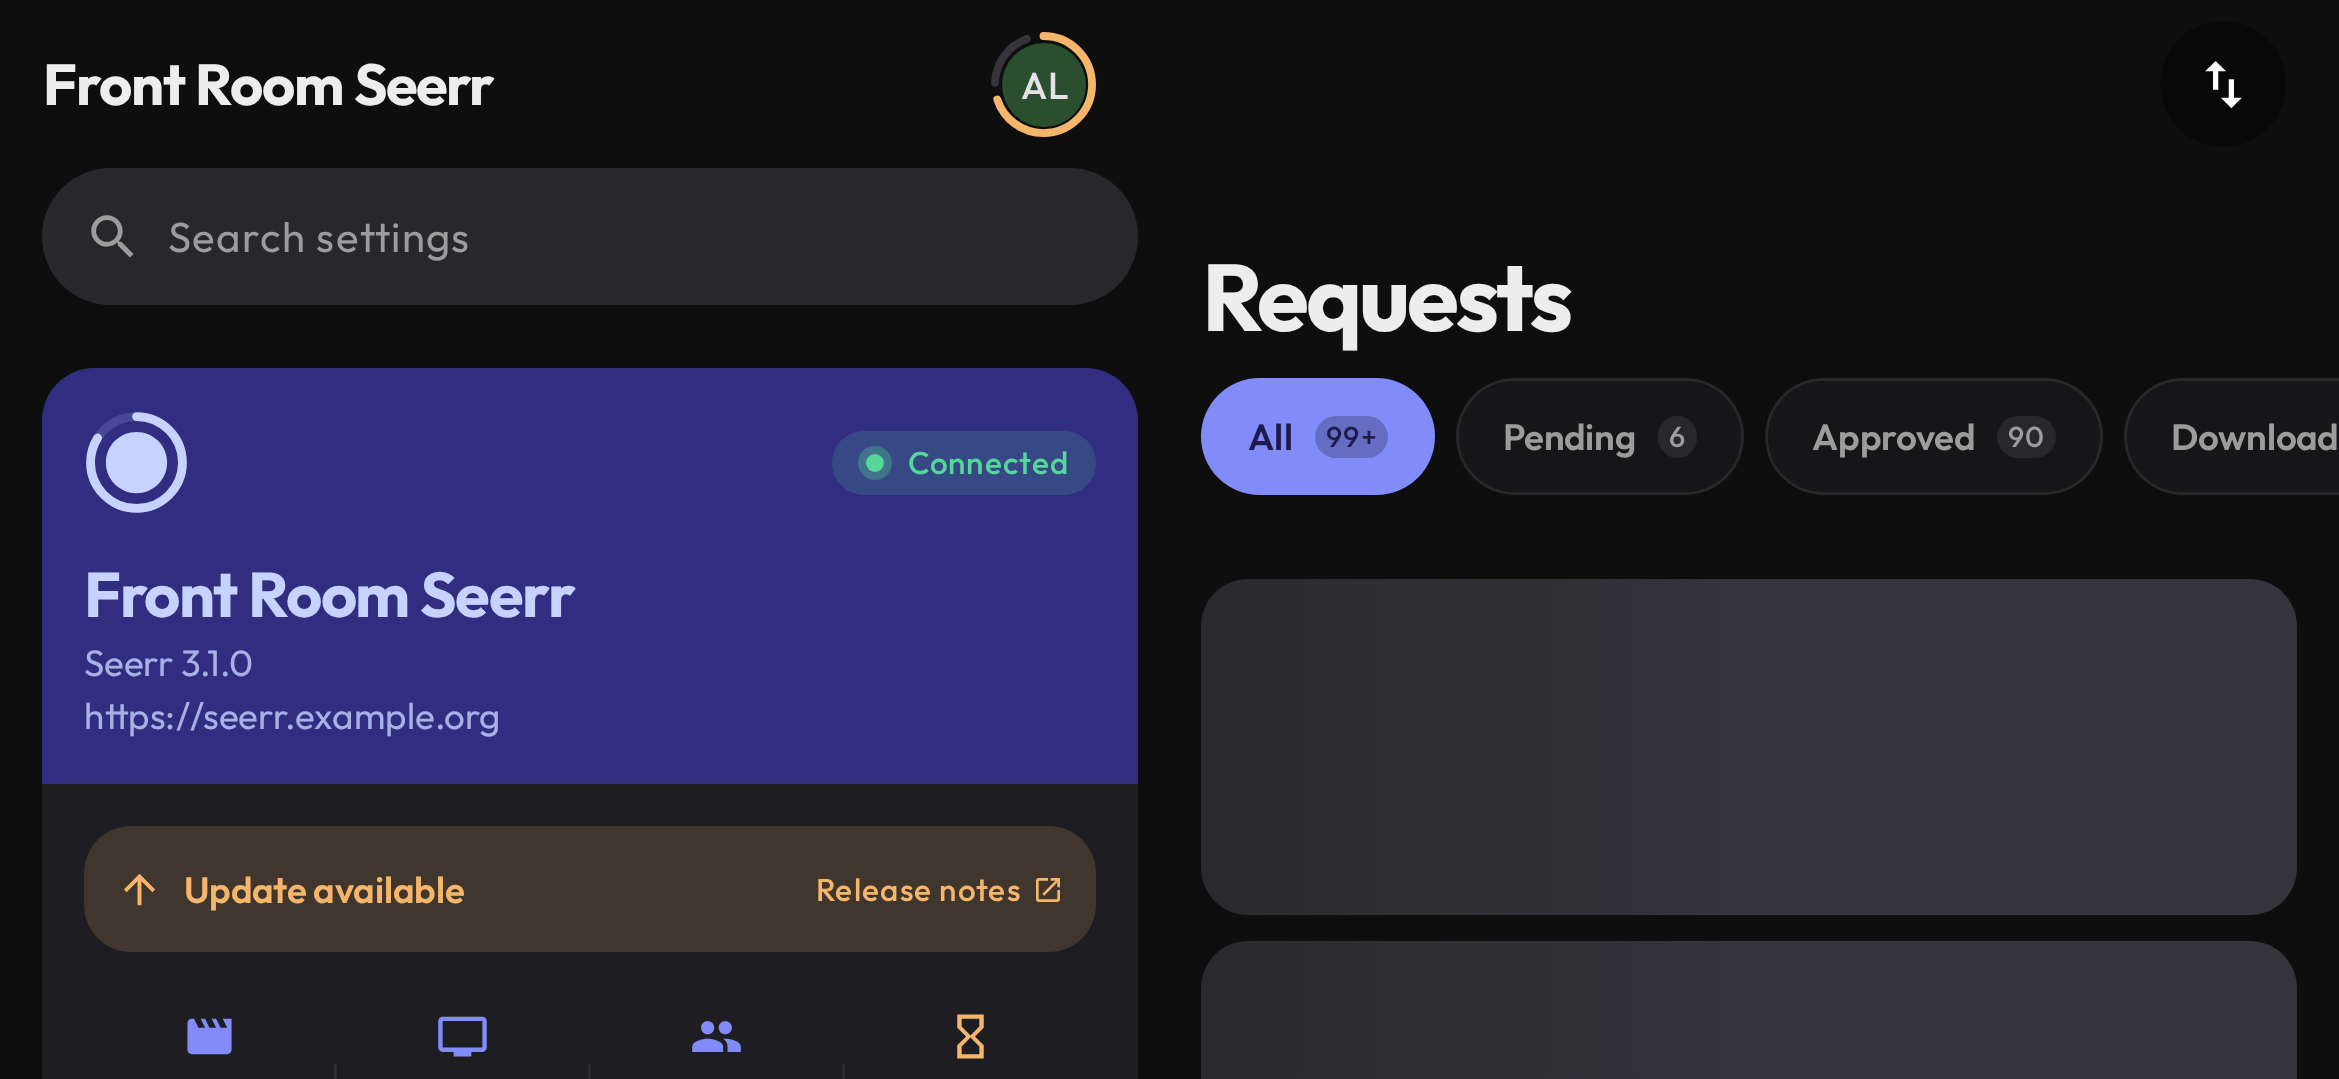 Front Room Seerr
AL
Search settings
Connected
Front Room Seerr
Seerr 3.1.0
https://seerr.example.org
Update available
Release notes
Requests
All 99+
Pending 6
Approved 90
Download